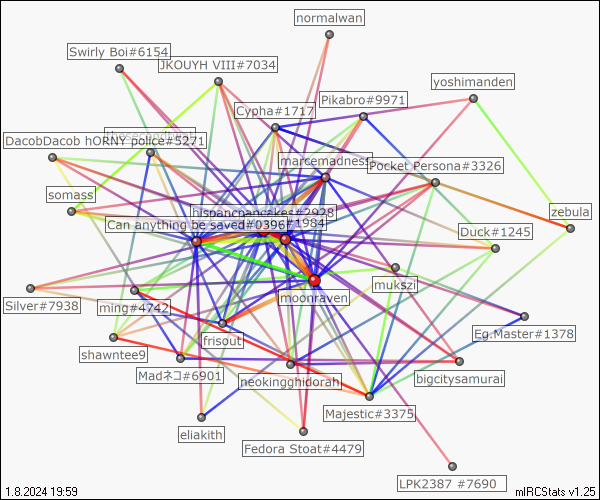 normalwan
Swirly Boi#6154
JKOUYH VIII#7034
yoshimanden
Pikabro#9971
Cypha#1717
DacobDacob hORNY police#5271
marcemadness
Pocket Persona#3326
somass
hispancpancakes#2928
zebula
Can anything be saved#0396
#1984
Duck#1245
mukszi
moonraven
Silver#7938
ming#4742
Eg.Master#1378
frisout
shawntee9
Madネコ#6901
neokingghidorah
bigcitysamurai
Majestic#3375
eliakith
Fedora Stoat#4479
LPK2387 #7690
1.8.2024 19:59
mIRCStats v1.25